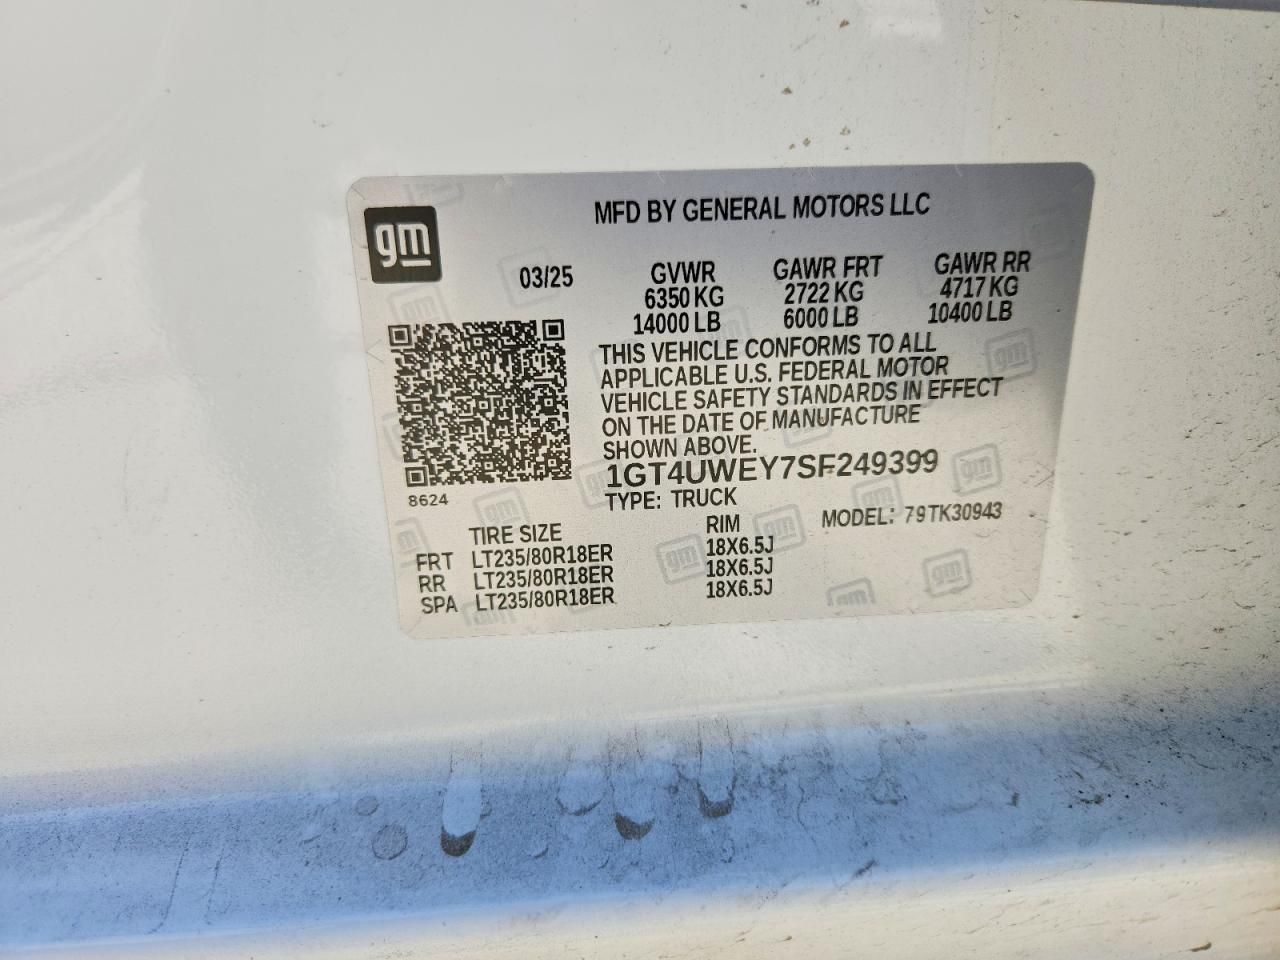 gm
MFD BY GENERAL MOTORS LLC
03/25
GVWR GAWR FRT GAWR RR
6350 KG 2722 KG 4717 KG
14000 LB 6000 LB 10400 LB
THIS VEHICLE CONFORMS TO ALL
APPLICABLE U.S. FEDERAL MOTOR
VEHICLE SAFETY STANDARDS IN EFFECT
ON THE DATE OF MANUFACTURE
SHOWN ABOVE.
1GT4UWEY7SF249399
8624
TYPE: TRUCK
MODEL: 79TK30943
TIRE SIZE RIM
FRT LT235/80R18ER 18X6.5J
RR LT235/80R18ER 18X6.5J
SPA LT235/80R18ER 18X6.5J